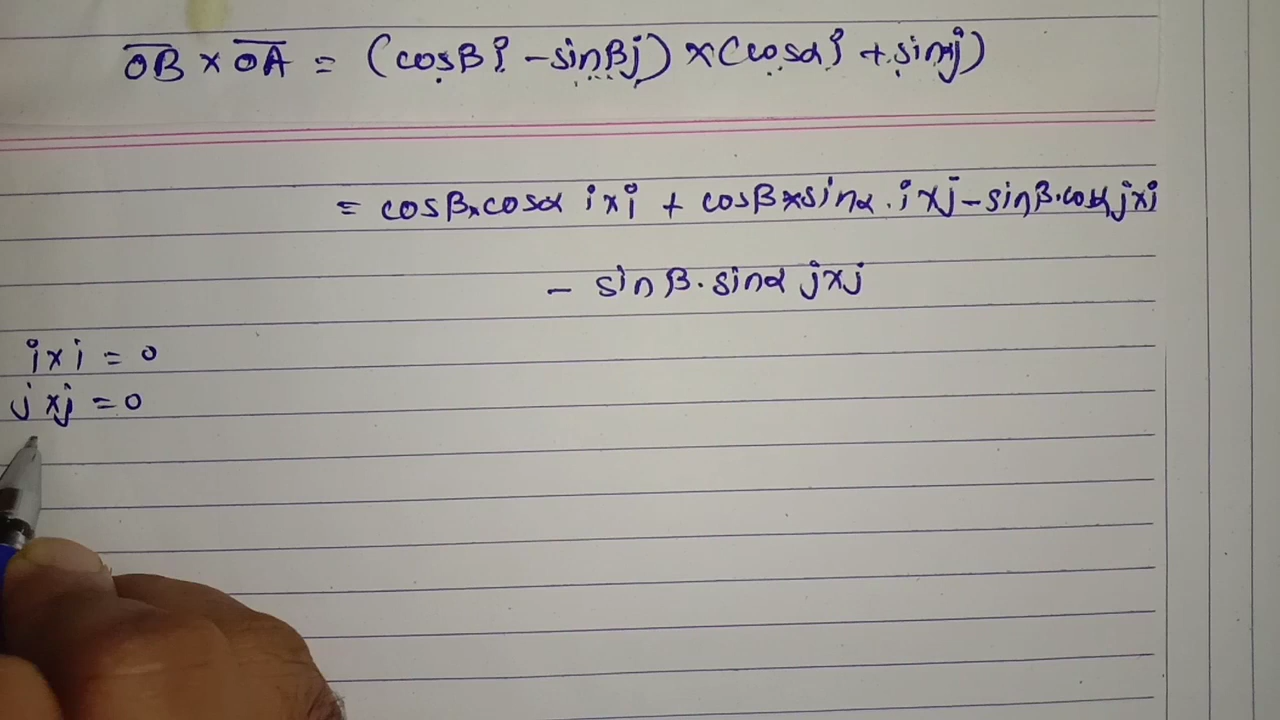 OB × OA = (cosβ i - sinβ j) × (cosα i + sinα j)
= cosβ × cosα i × i + cosβ × sinα . i × j - sinβ . cosα j × i
- sinβ . sinα j × j
i × i = 0
j × j = 0